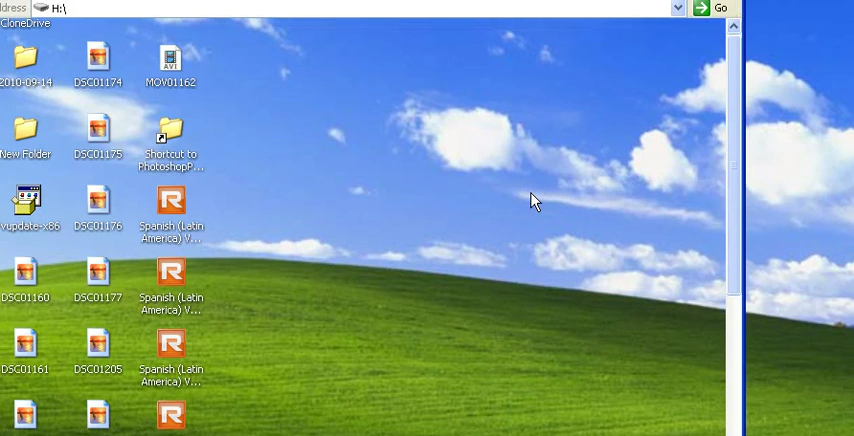 ddress H:\ Go
CloneDrive
2010-09-14 DSC01174 MOV01162
New Folder DSC01175 Shortcut to
PhotoshopP...
vupdate-x86 DSC01176 Spanish (Latin
America) V...
DSC01160 DSC01177 Spanish (Latin
America) V...
DSC01161 DSC01205 Spanish (Latin
America) V...
AVI
R
R
R
R